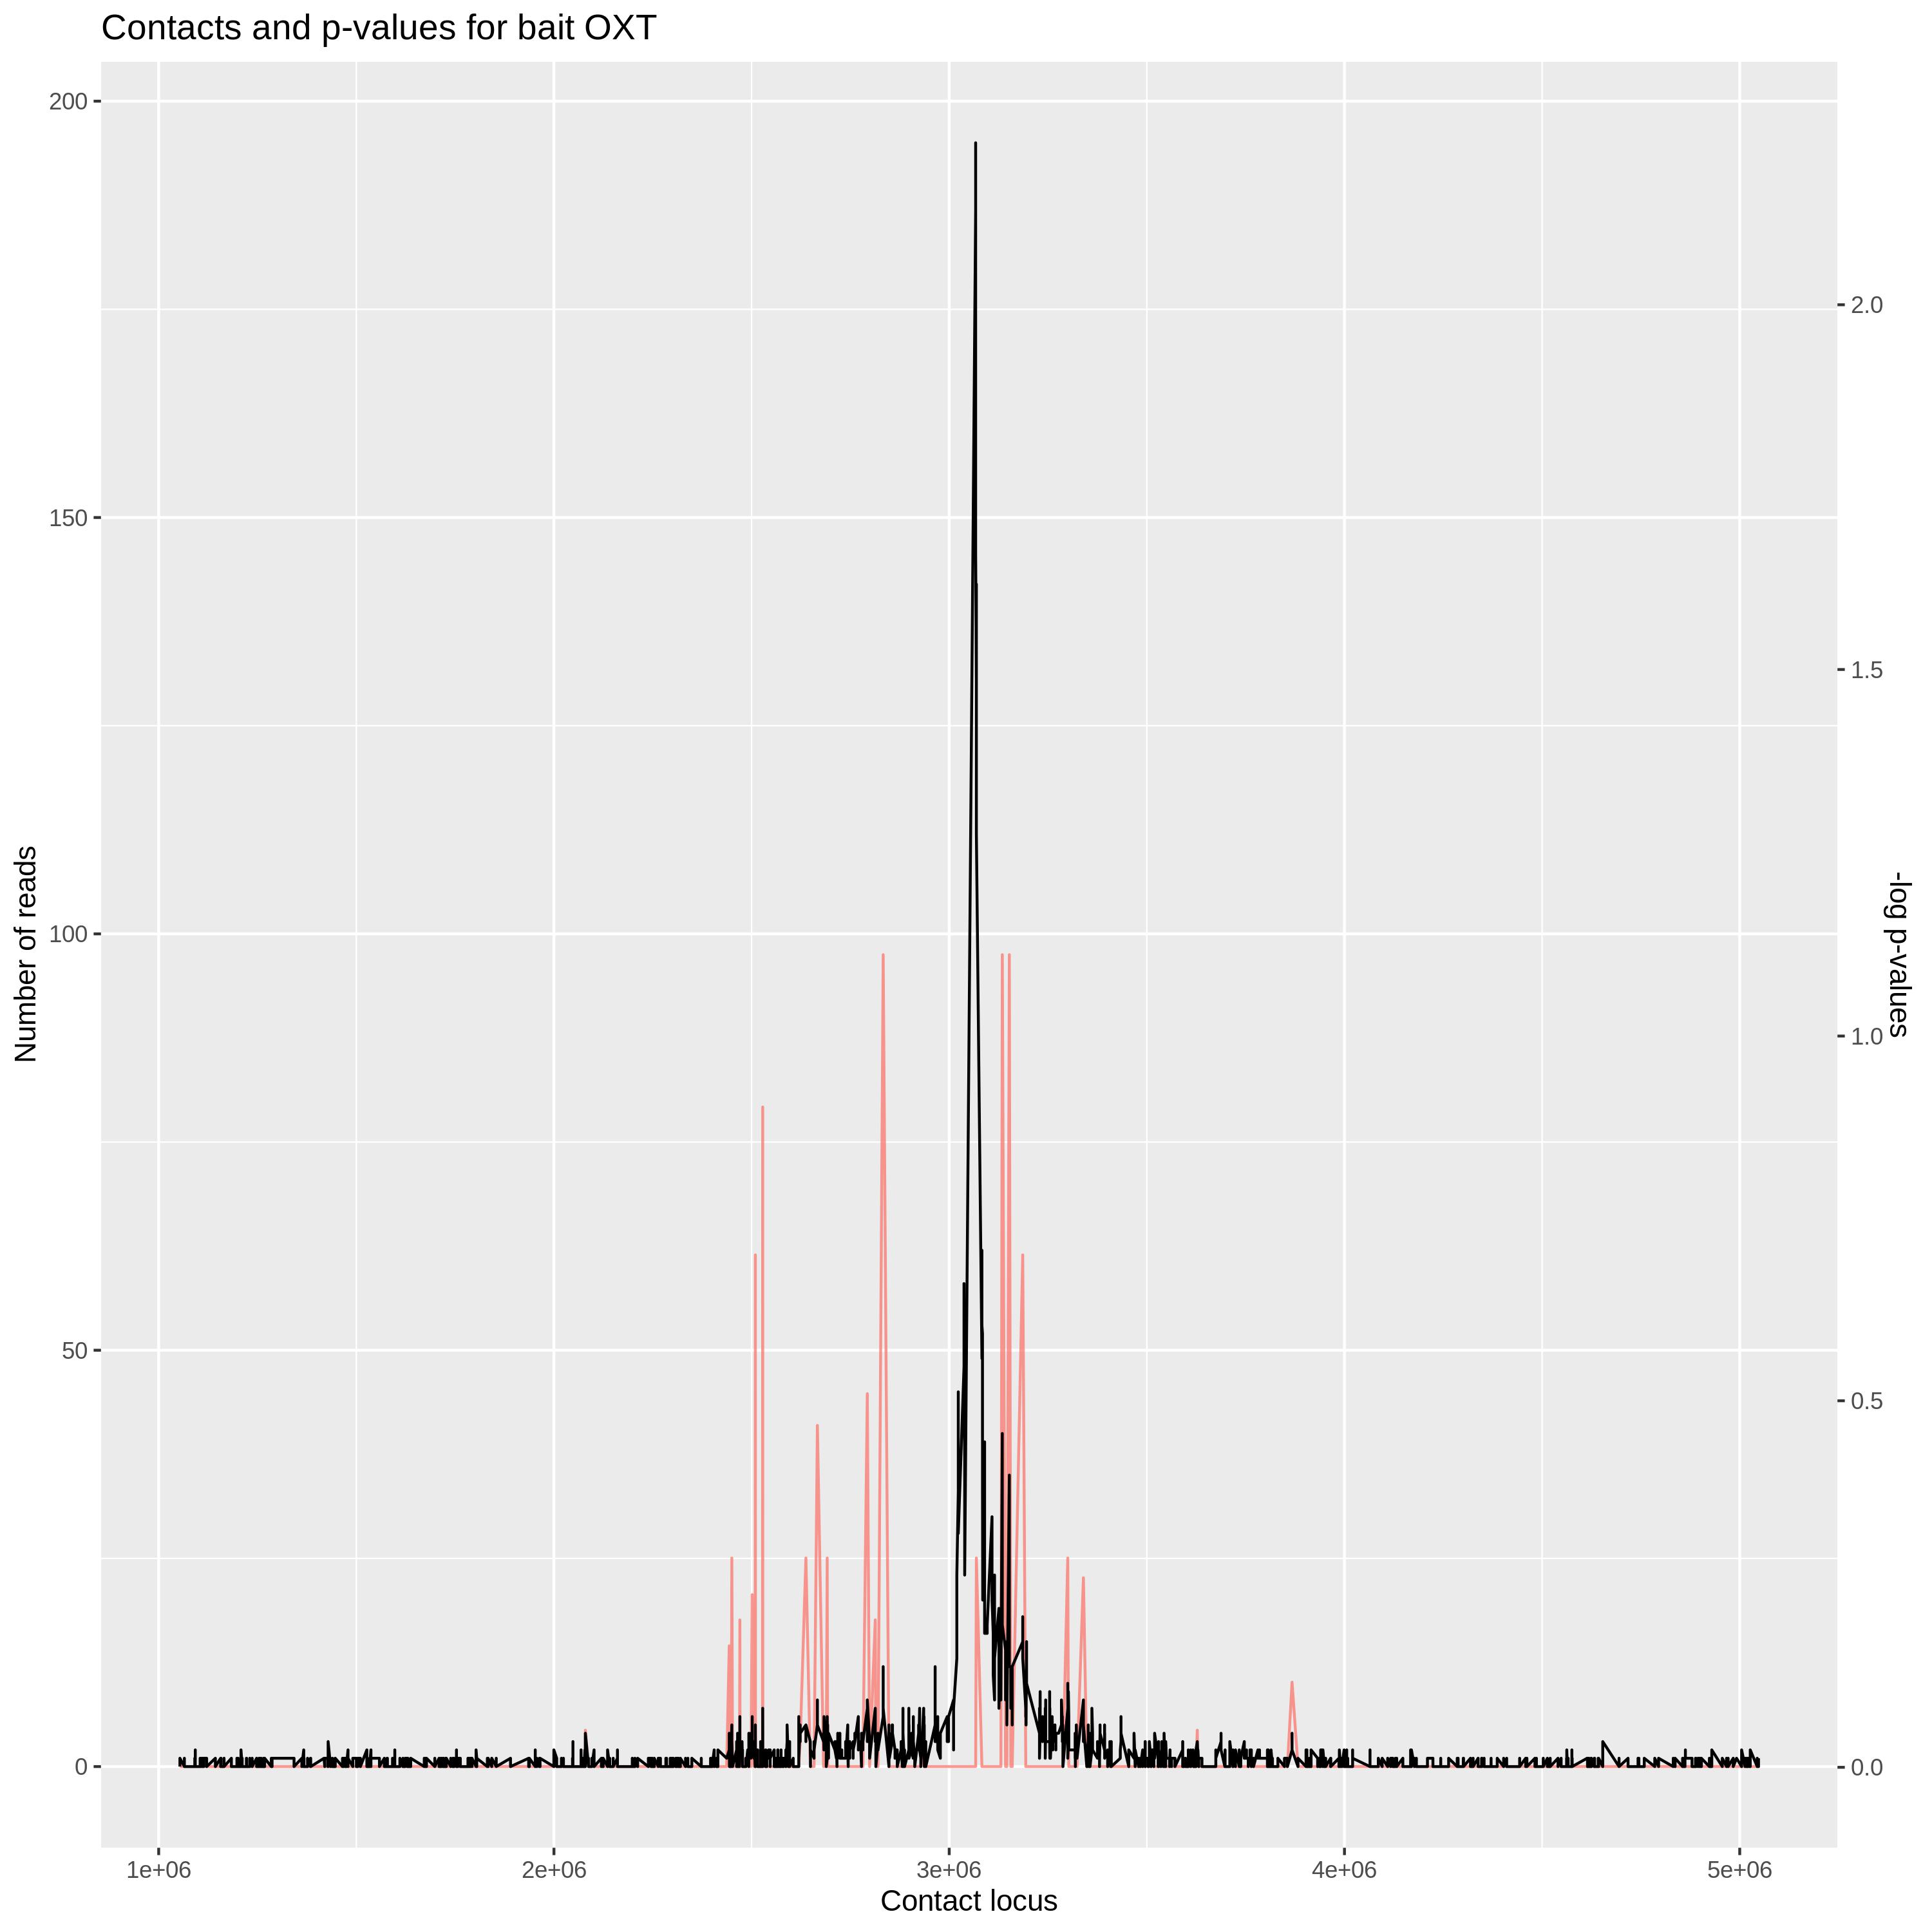 Contacts and p-values for bait OXT
200
150
100
50
0
Number of reads
2.0
1.5
1.0
0.5
0.0
-log p-values
1e+06 2e+06 3e+06 4e+06 5e+06
Contact locus